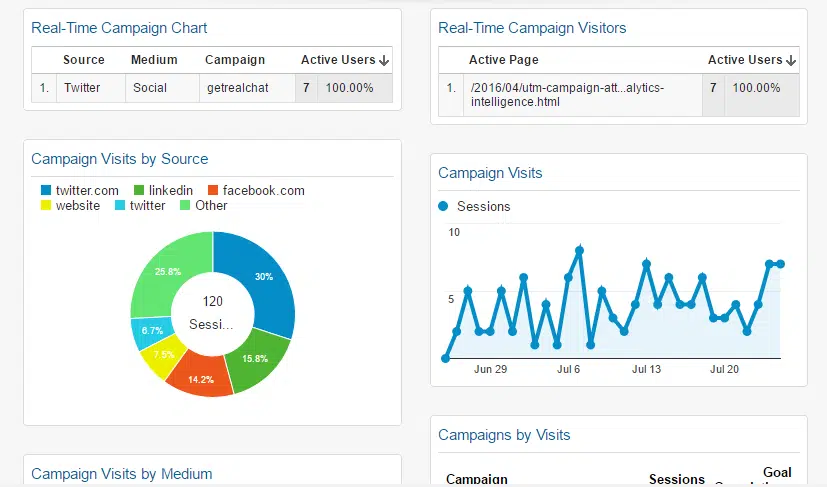 Real-Time Campaign Chart
Source Medium Campaign Active Users
1. Twitter Social getrealchat 7 100.00%
Campaign Visits by Source
twitter.com linkedin facebook.com
website twitter Other
30%
25.8%
120
Sessi...
6.7%
7.5%
15.8%
14.2%
Campaign Visits by Medium
Real-Time Campaign Visitors
Active Page Active Users
1. /2016/04/utm-campaign-att...alytics- 7 100.00%
intelligence.html
Campaign Visits
Sessions
10
5
Jun 29 Jul 6 Jul 13 Jul 20
Campaigns by Visits
Goal
Campaign Sessions